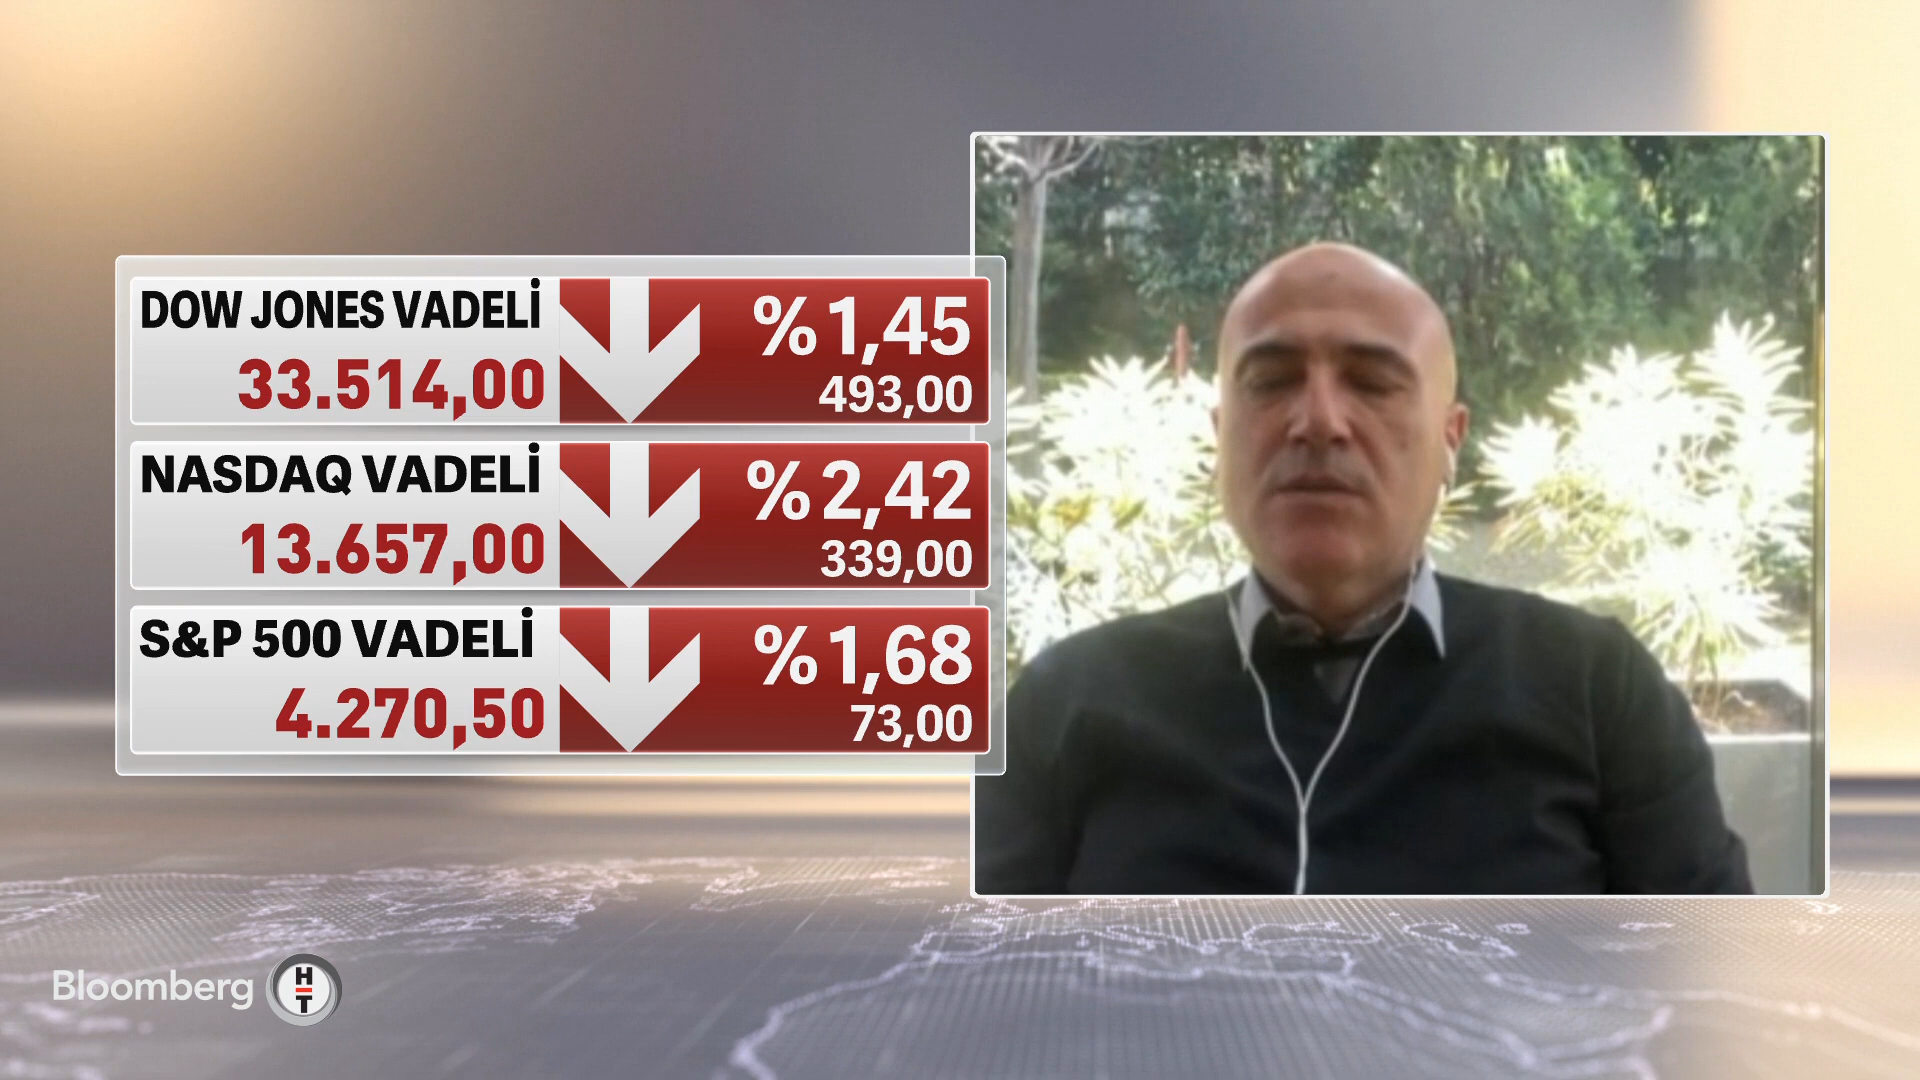 DOW JONES VADELİ
33.514,00
%1,45
493,00
NASDAQ VADELİ
13.657,00
%2,42
339,00
S&P 500 VADELİ
4.270,50
%1,68
73,00
Bloomberg HT